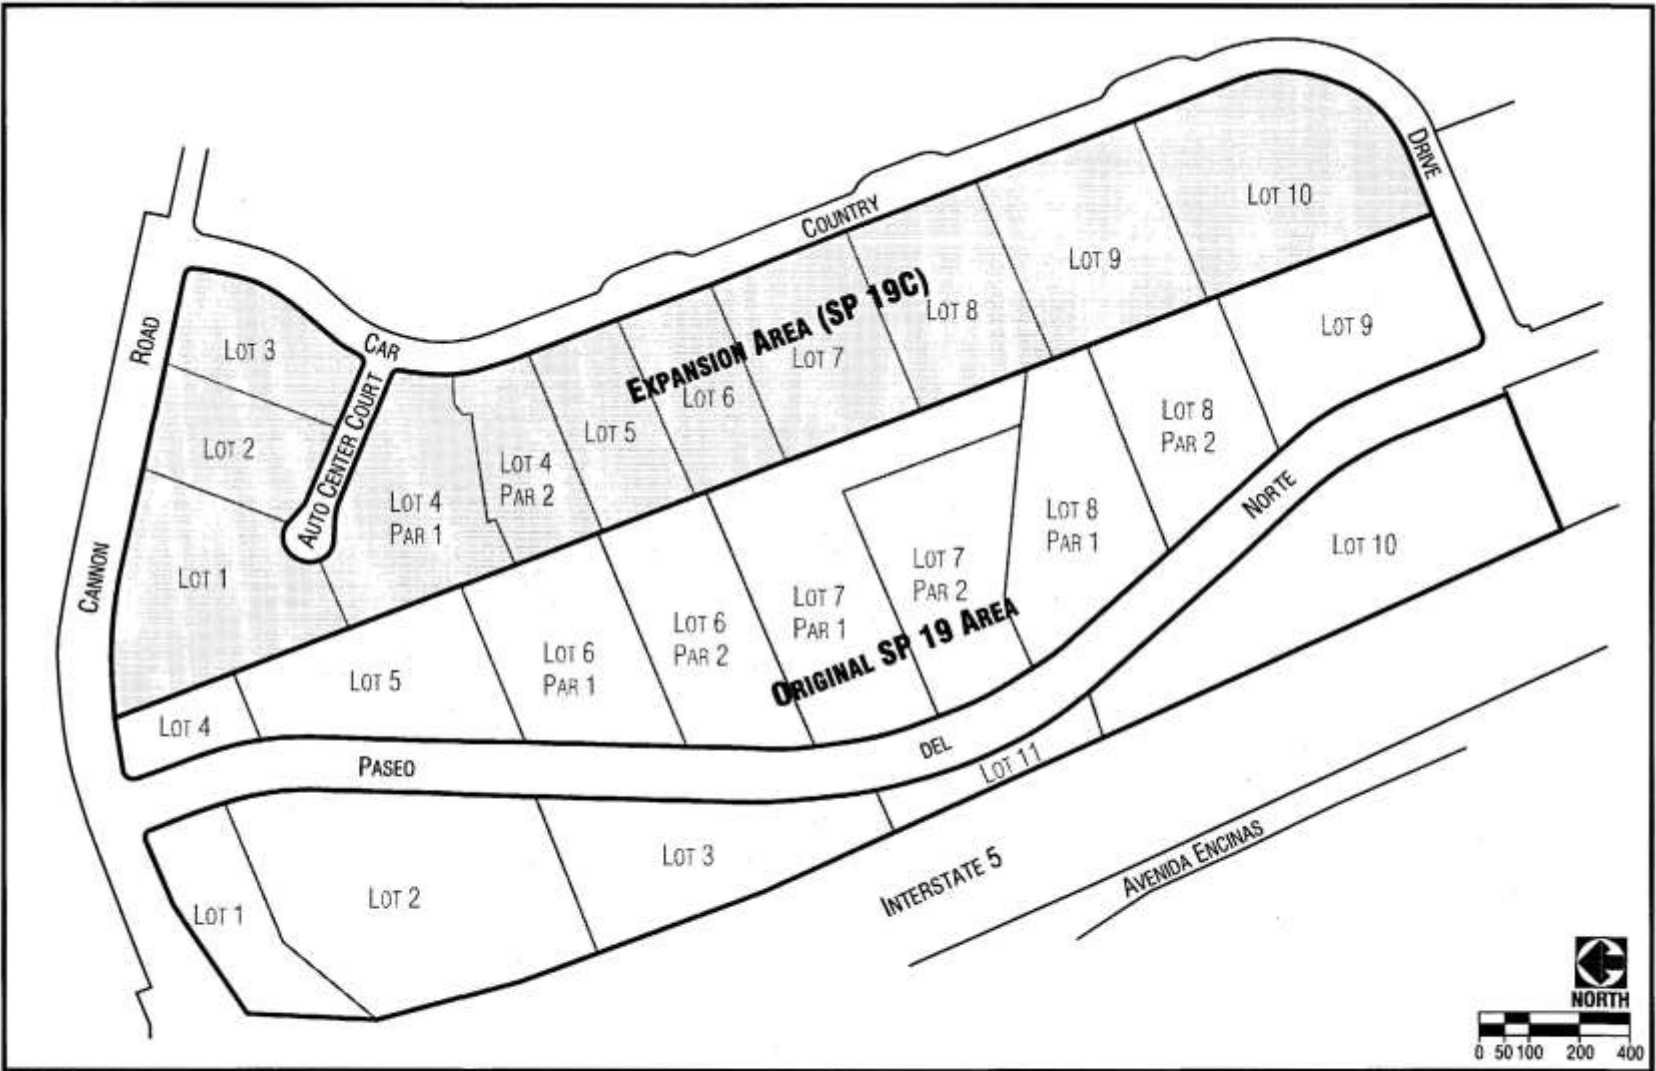 DRIVE
LOT 10
COUNTRY
LOT 9
LOT 8
EXPANSION AREA (SP 19C)
LOT 7
LOT 6
LOT 5
LOT 4
PAR 2
LOT 4
PAR 1
CAR
ROAD
LOT 3
LOT 2
AUTO CENTER COURT
LOT 1
CANNON
LOT 9
LOT 8
PAR 2
LOT 8
PAR 1
NORTE
LOT 10
LOT 7
PAR 2
LOT 7
PAR 1
ORIGINAL SP 19 AREA
LOT 6
PAR 2
LOT 6
PAR 1
LOT 5
LOT 4
PASEO
DEL
LOT 11
LOT 3
LOT 2
LOT 1
INTERSTATE 5
AVENIDA ENCINAS
NORTH
0 50 100 200 400